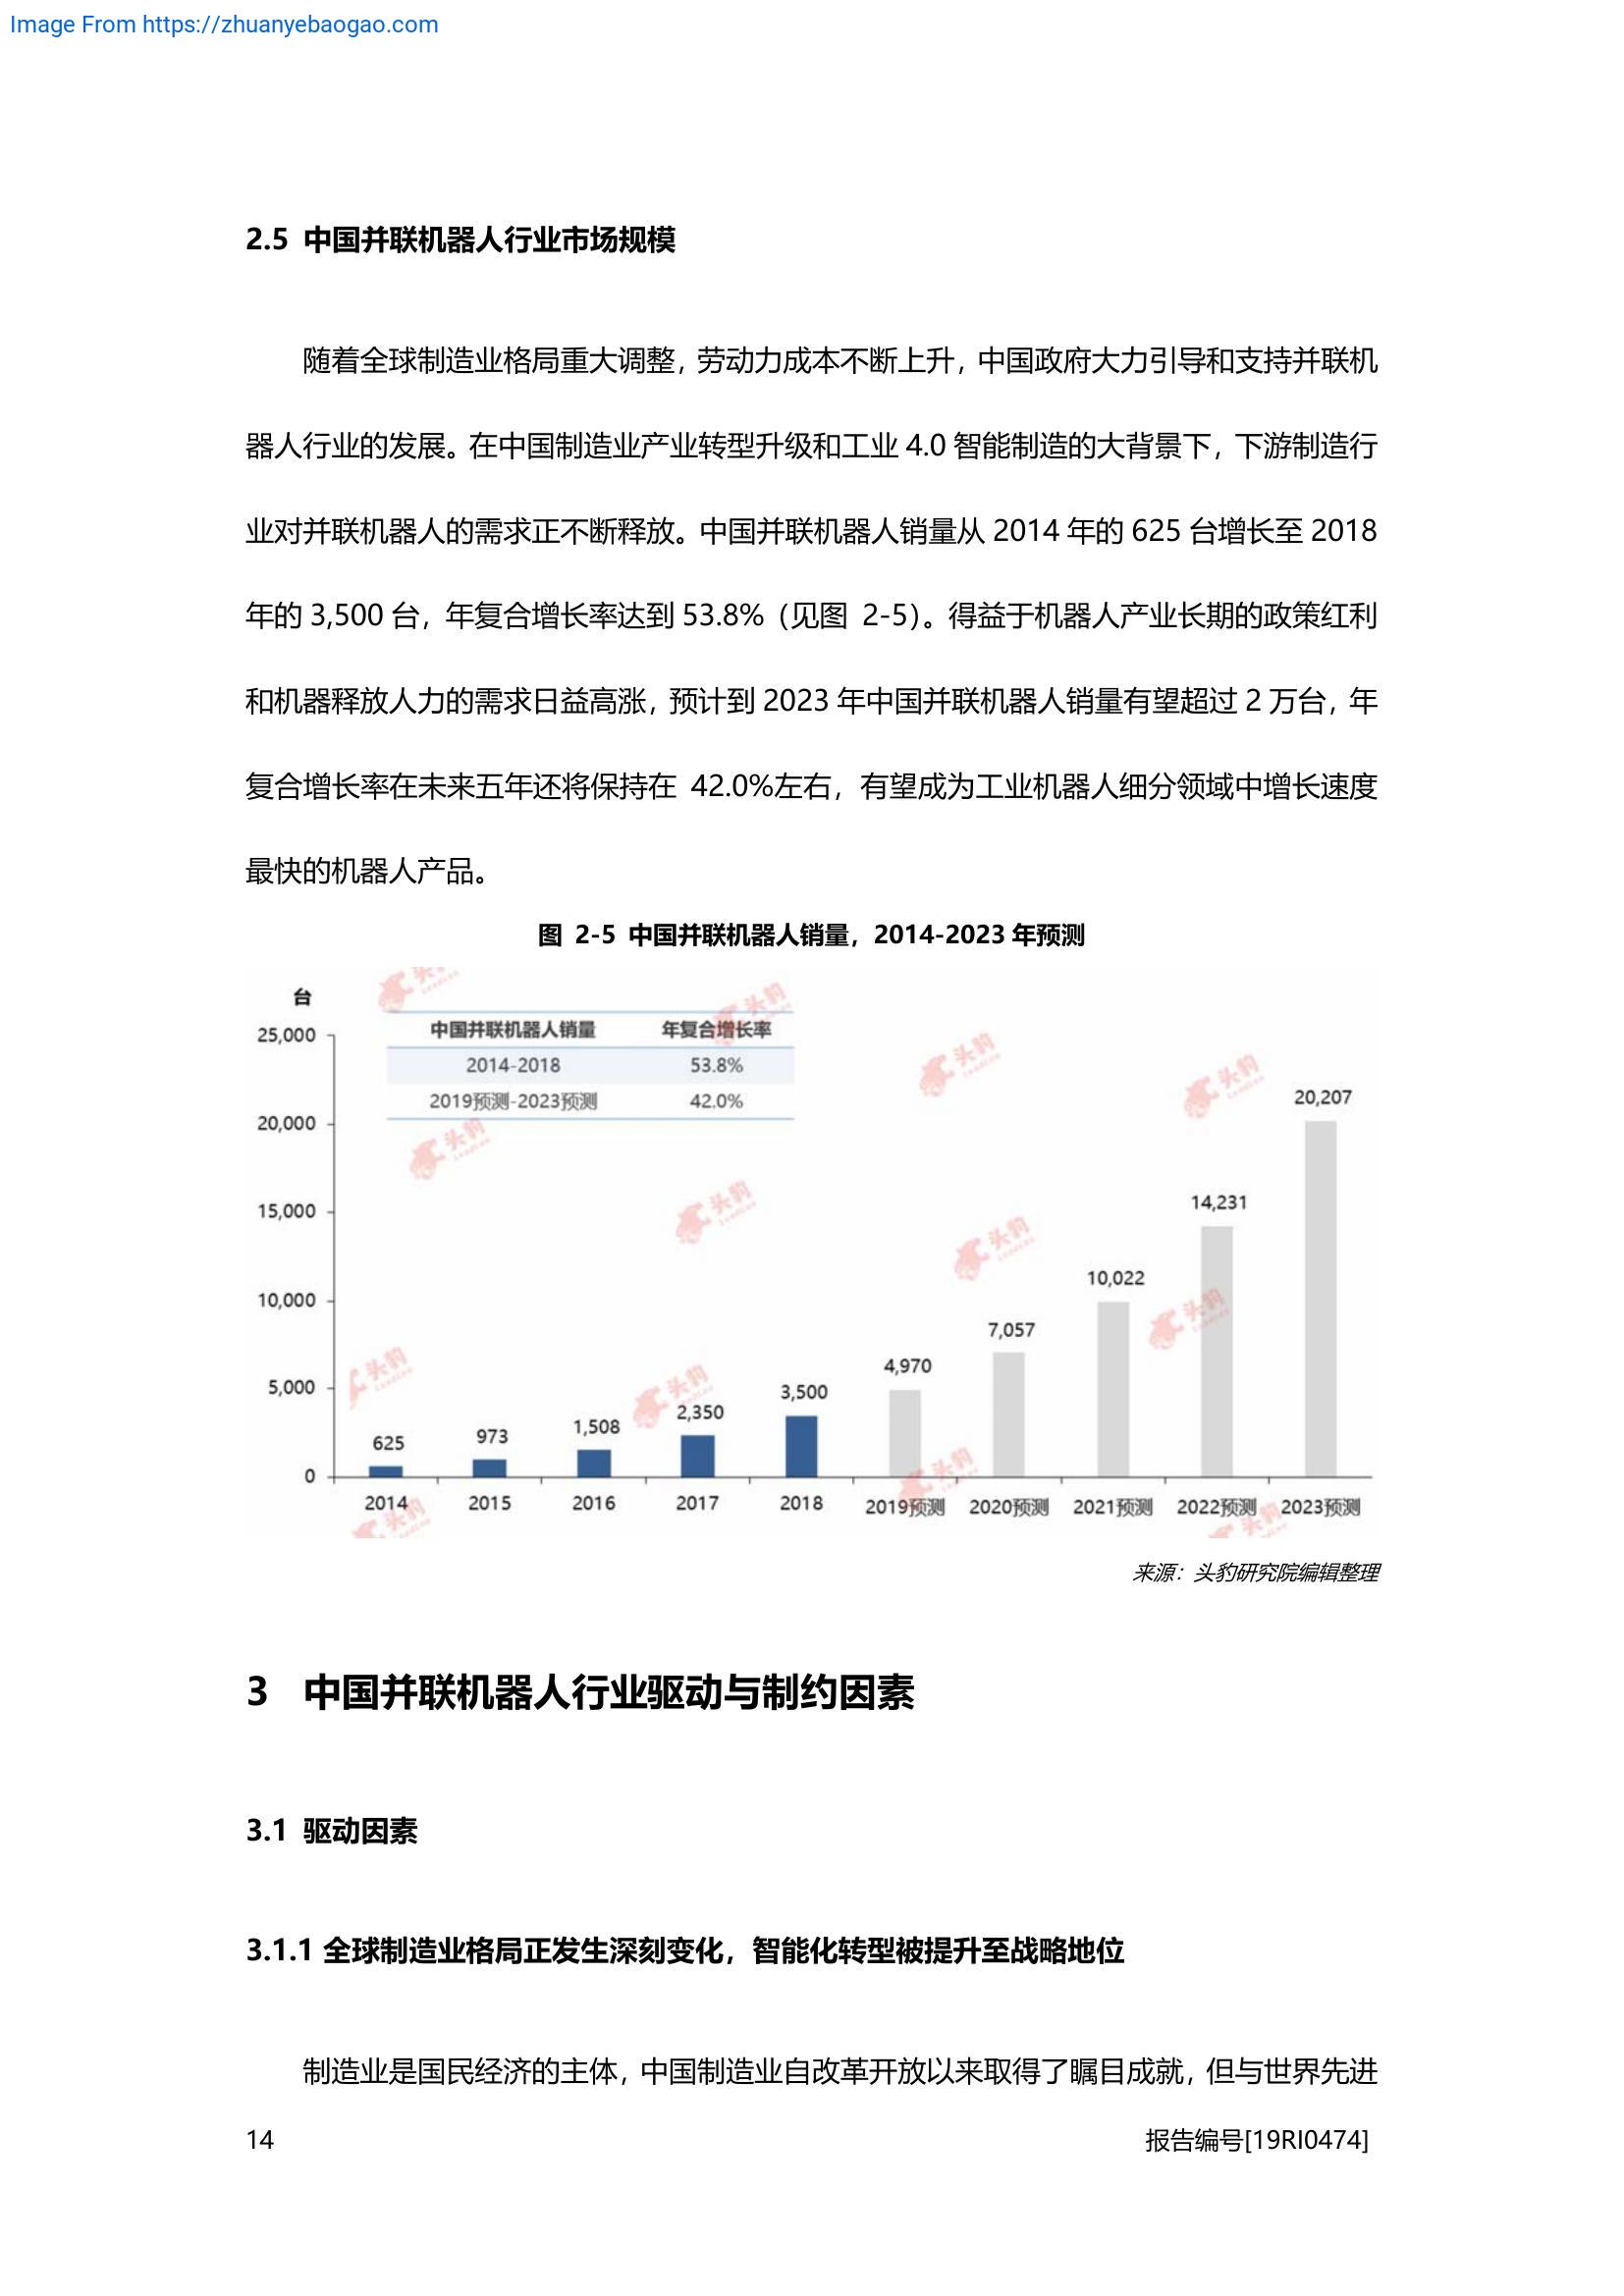 Image From https://zhuanyebaogao.com
2.5 中国并联机器人行业市场规模
随着全球制造业格局重大调整，劳动力成本不断上升，中国政府大力引导和支持并联机
器人行业的发展。在中国制造业产业转型升级和工业 4.0 智能制造的大背景下，下游制造行
业对并联机器人的需求正不断释放。中国并联机器人销量从 2014 年的 625 台增长至 2018
年的 3,500 台，年复合增长率达到 53.8%（见图 2-5）。得益于机器人产业长期的政策红利
和机器释放人力的需求日益高涨，预计到 2023 年中国并联机器人销量有望超过 2 万台，年
复合增长率在未来五年还将保持在 42.0%左右，有望成为工业机器人细分领域中增长速度
最快的机器人产品。
图 2-5 中国并联机器人销量，2014-2023 年预测
台
中国并联机器人销量 年复合增长率
2014-2018 53.8%
2019预测-2023预测 42.0%
25,000
20,000
15,000
10,000
5,000
0
625
973
1,508
2,350
3,500
4,970
7,057
10,022
14,231
20,207
2014 2015 2016 2017 2018 2019预测 2020预测 2021预测 2022预测 2023预测
头豹
来源：头豹研究院编辑整理
3 中国并联机器人行业驱动与制约因素
3.1 驱动因素
3.1.1 全球制造业格局正发生深刻变化，智能化转型被提升至战略地位
制造业是国民经济的主体，中国制造业自改革开放以来取得了瞩目成就，但与世界先进
14 报告编号[19RI0474]